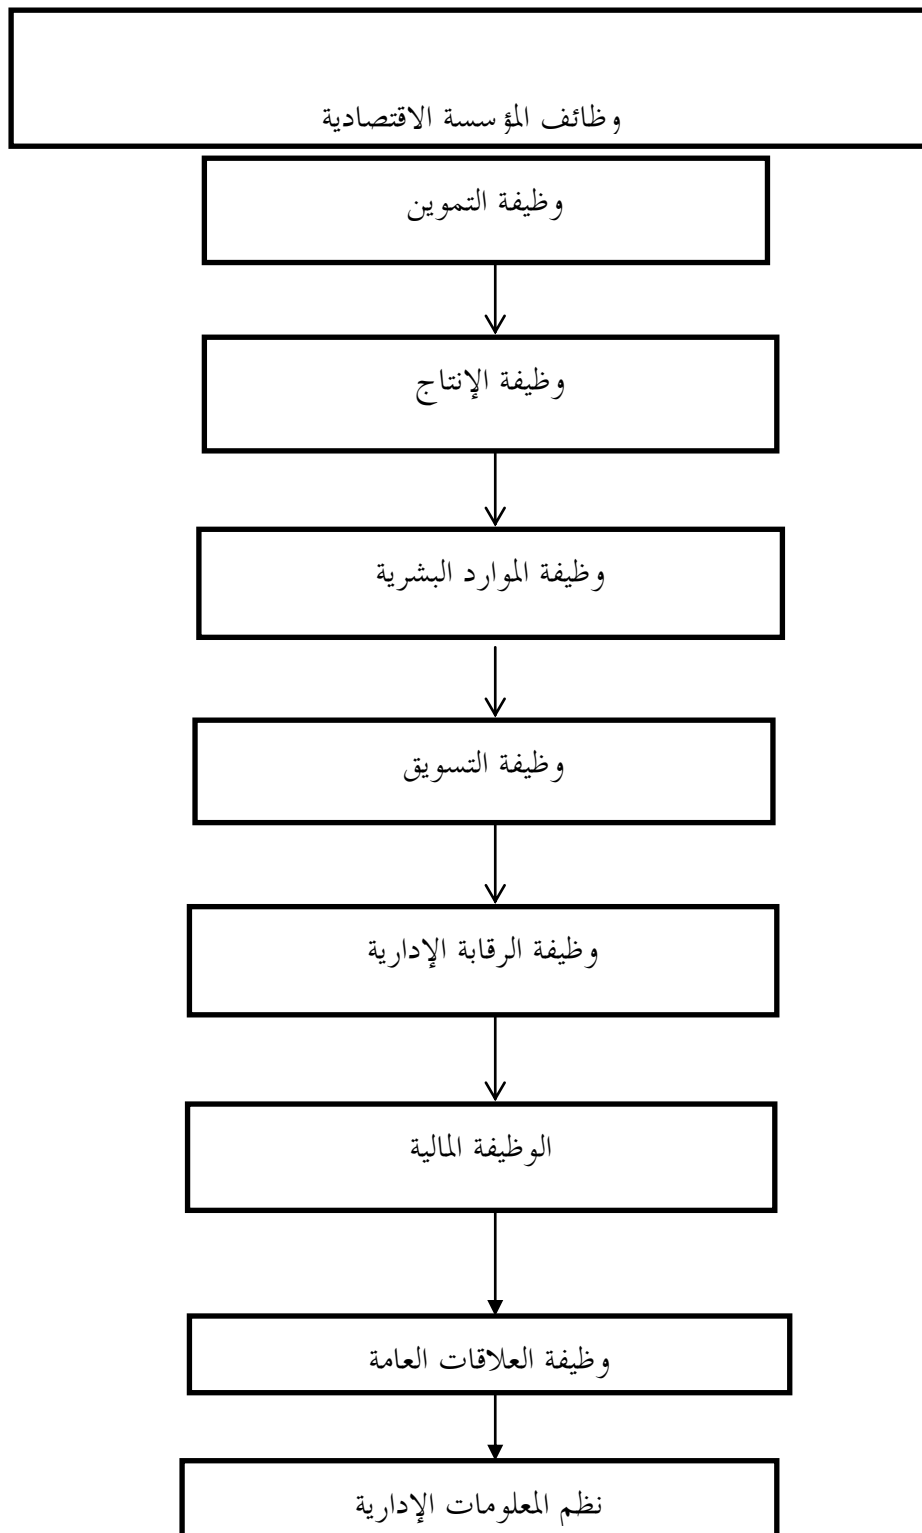 وظائف المؤسسة الاقتصادية
وظيفة التموين
وظيفة الإنتاج
وظيفة الموارد البشرية
وظيفة التسويق
وظيفة الرقابة الإدارية
الوظيفة المالية
وظيفة العلاقات العامة
نظم المعلومات الإدارية